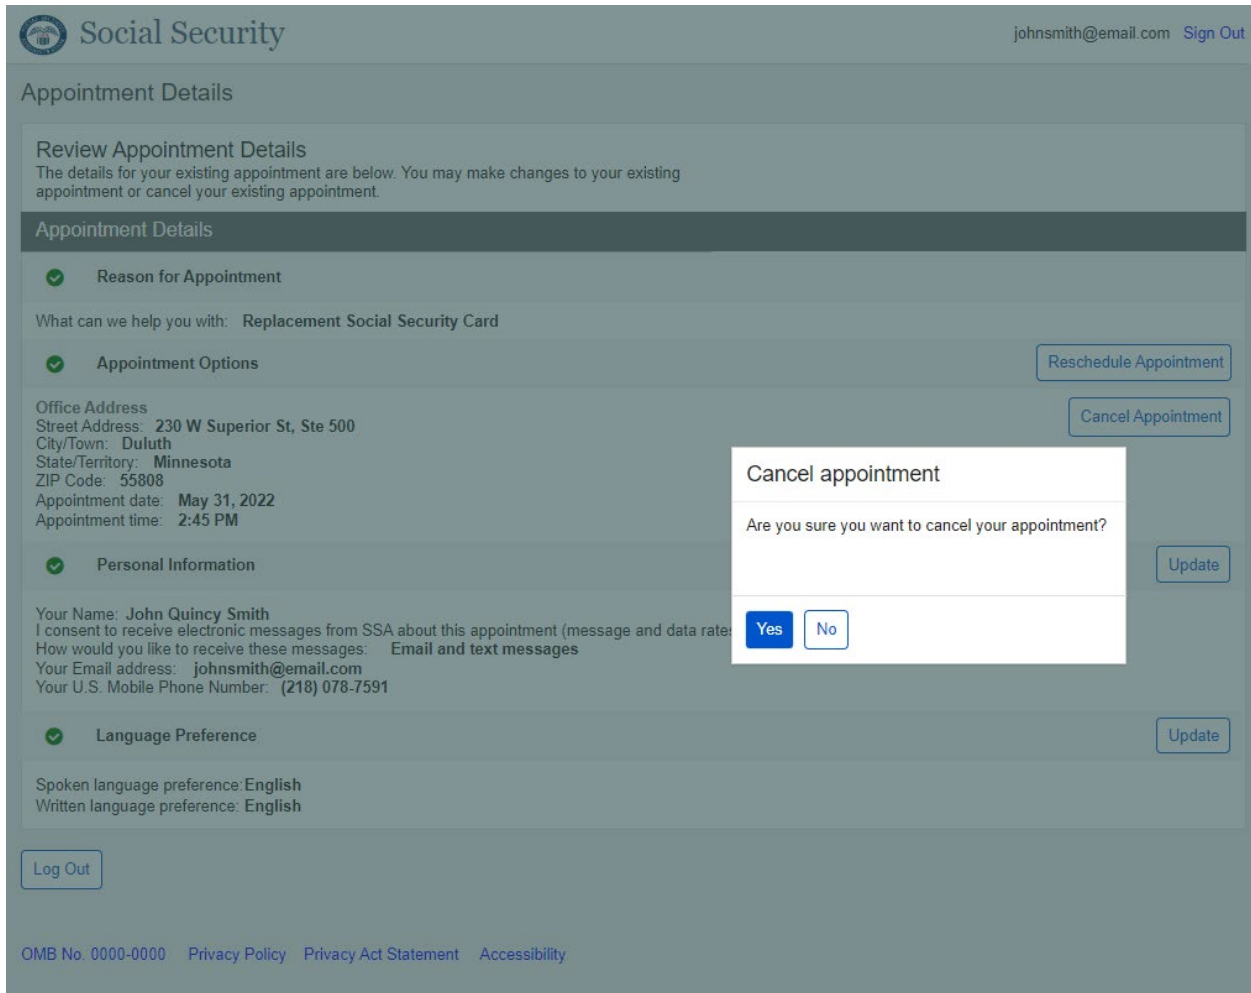 Social Security
johnsmith@email.com Sign Out
Appointment Details
Review Appointment Details
The details for your existing appointment are below. You may make changes to your existing
appointment or cancel your existing appointment.
Appointment Details
Reason for Appointment
What can we help you with: Replacement Social Security Card
Appointment Options
Reschedule Appointment
Office Address
Cancel Appointment
Street Address: 230 W Superior St, Ste 500
City/Town: Duluth
State/Territory: Minnesota
ZIP Code: 55808
Appointment date: May 31, 2022
Appointment time: 2:45 PM
Cancel appointment
Are you sure you want to cancel your appointment?
Yes No
Personal Information
Update
Your Name: John Quincy Smith
I consent to receive electronic messages from SSA about this appointment (message and data rate
How would you like to receive these messages: Email and text messages
Your Email address: johnsmith@email.com
Your U.S. Mobile Phone Number: (218) 078-7591
Language Preference
Update
Spoken language preference: English
Written language preference: English
Log Out
OMB No. 0000-0000 Privacy Policy Privacy Act Statement Accessibility